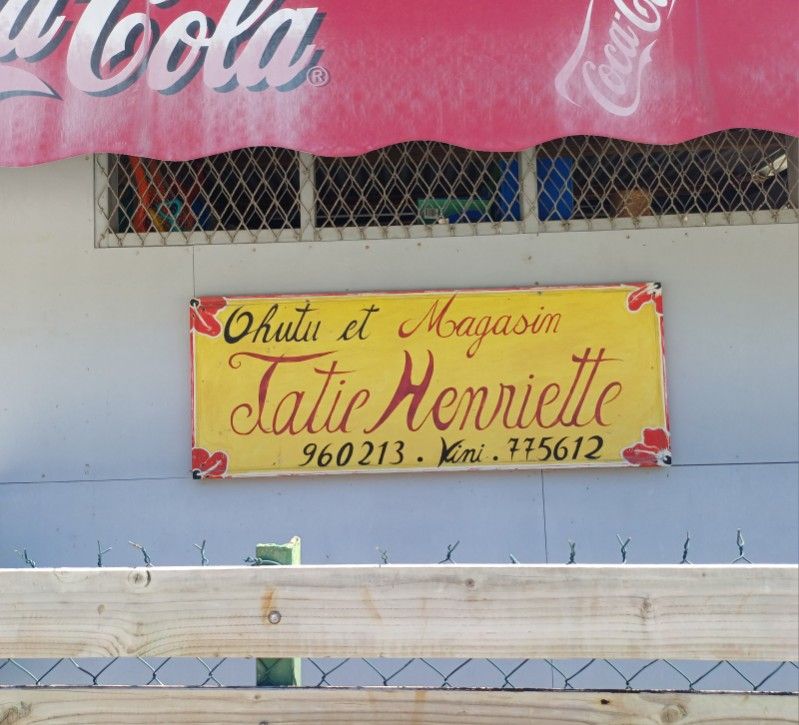 Coca-Cola®
Coca-Cola
Ohutu et Magasin
Tatie Henriette
960213. Vini. 775612